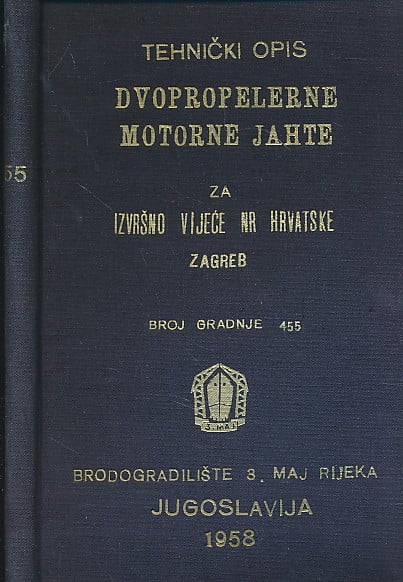 55
TEHNIČKI OPIS
DVOPROPELERNE
MOTORNE JAHTE
ZA
IZVRŠNO VIJEĆE NR HRVATSKE
ZAGREB
BROJ GRADNJE 455
3. MAJ
BRODOGRADILIŠTE 3. MAJ RIJEKA
JUGOSLAVIJA
1958